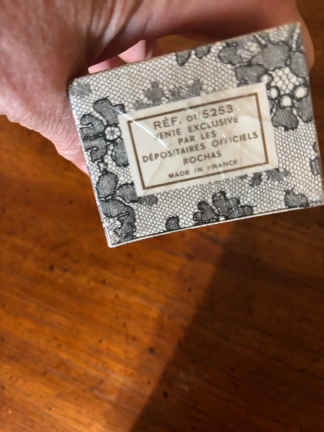 RÉF. 01 5253
VENTE EXCLUSIVE
PAR LES
DÉPOSITAIRES OFFICIELS
ROCHAS
MADE IN FRANCE